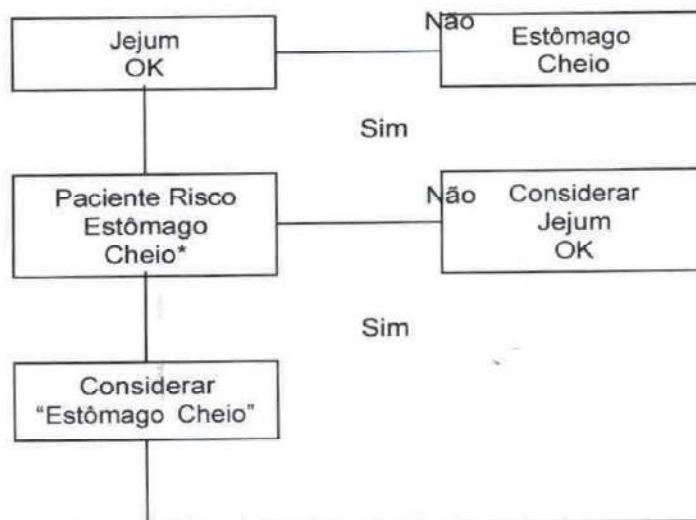 Jejum
OK
Não
Estômago
Cheio
Sim
Paciente Risco
Estômago
Cheio*
Não
Considerar
Jejum
OK
Sim
Considerar
“Estômago Cheio”